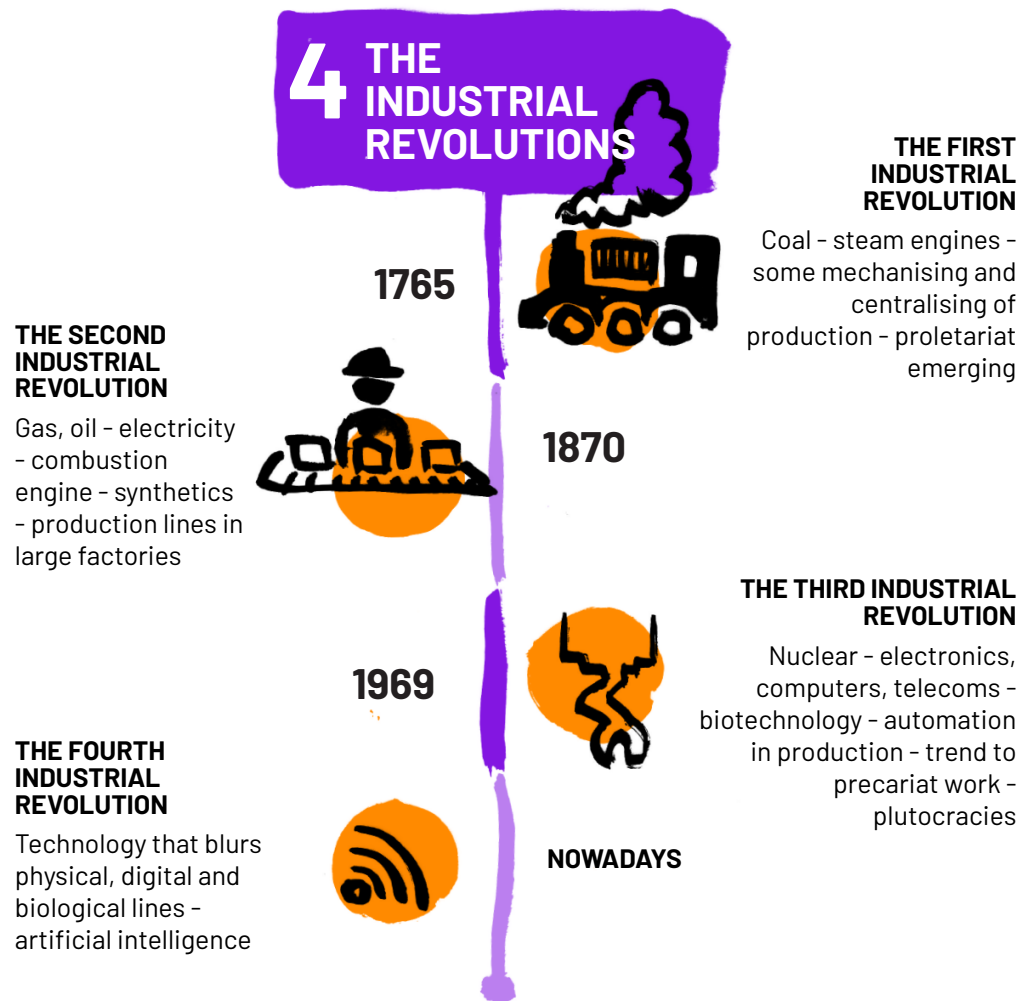 4 THE
INDUSTRIAL
REVOLUTIONS
THE FIRST
INDUSTRIAL
REVOLUTION
Coal - steam engines -
some mechanising and
centralising of
production - proletariat
emerging
1765
THE SECOND
INDUSTRIAL
REVOLUTION
Gas, oil - electricity
- combustion
engine - synthetics
- production lines in
large factories
1870
THE THIRD INDUSTRIAL
REVOLUTION
Nuclear - electronics,
computers, telecoms -
biotechnology - automation
in production - trend to
precariat work -
plutocracies
1969
THE FOURTH
INDUSTRIAL
REVOLUTION
Technology that blurs
physical, digital and
biological lines -
artificial intelligence
NOWADAYS